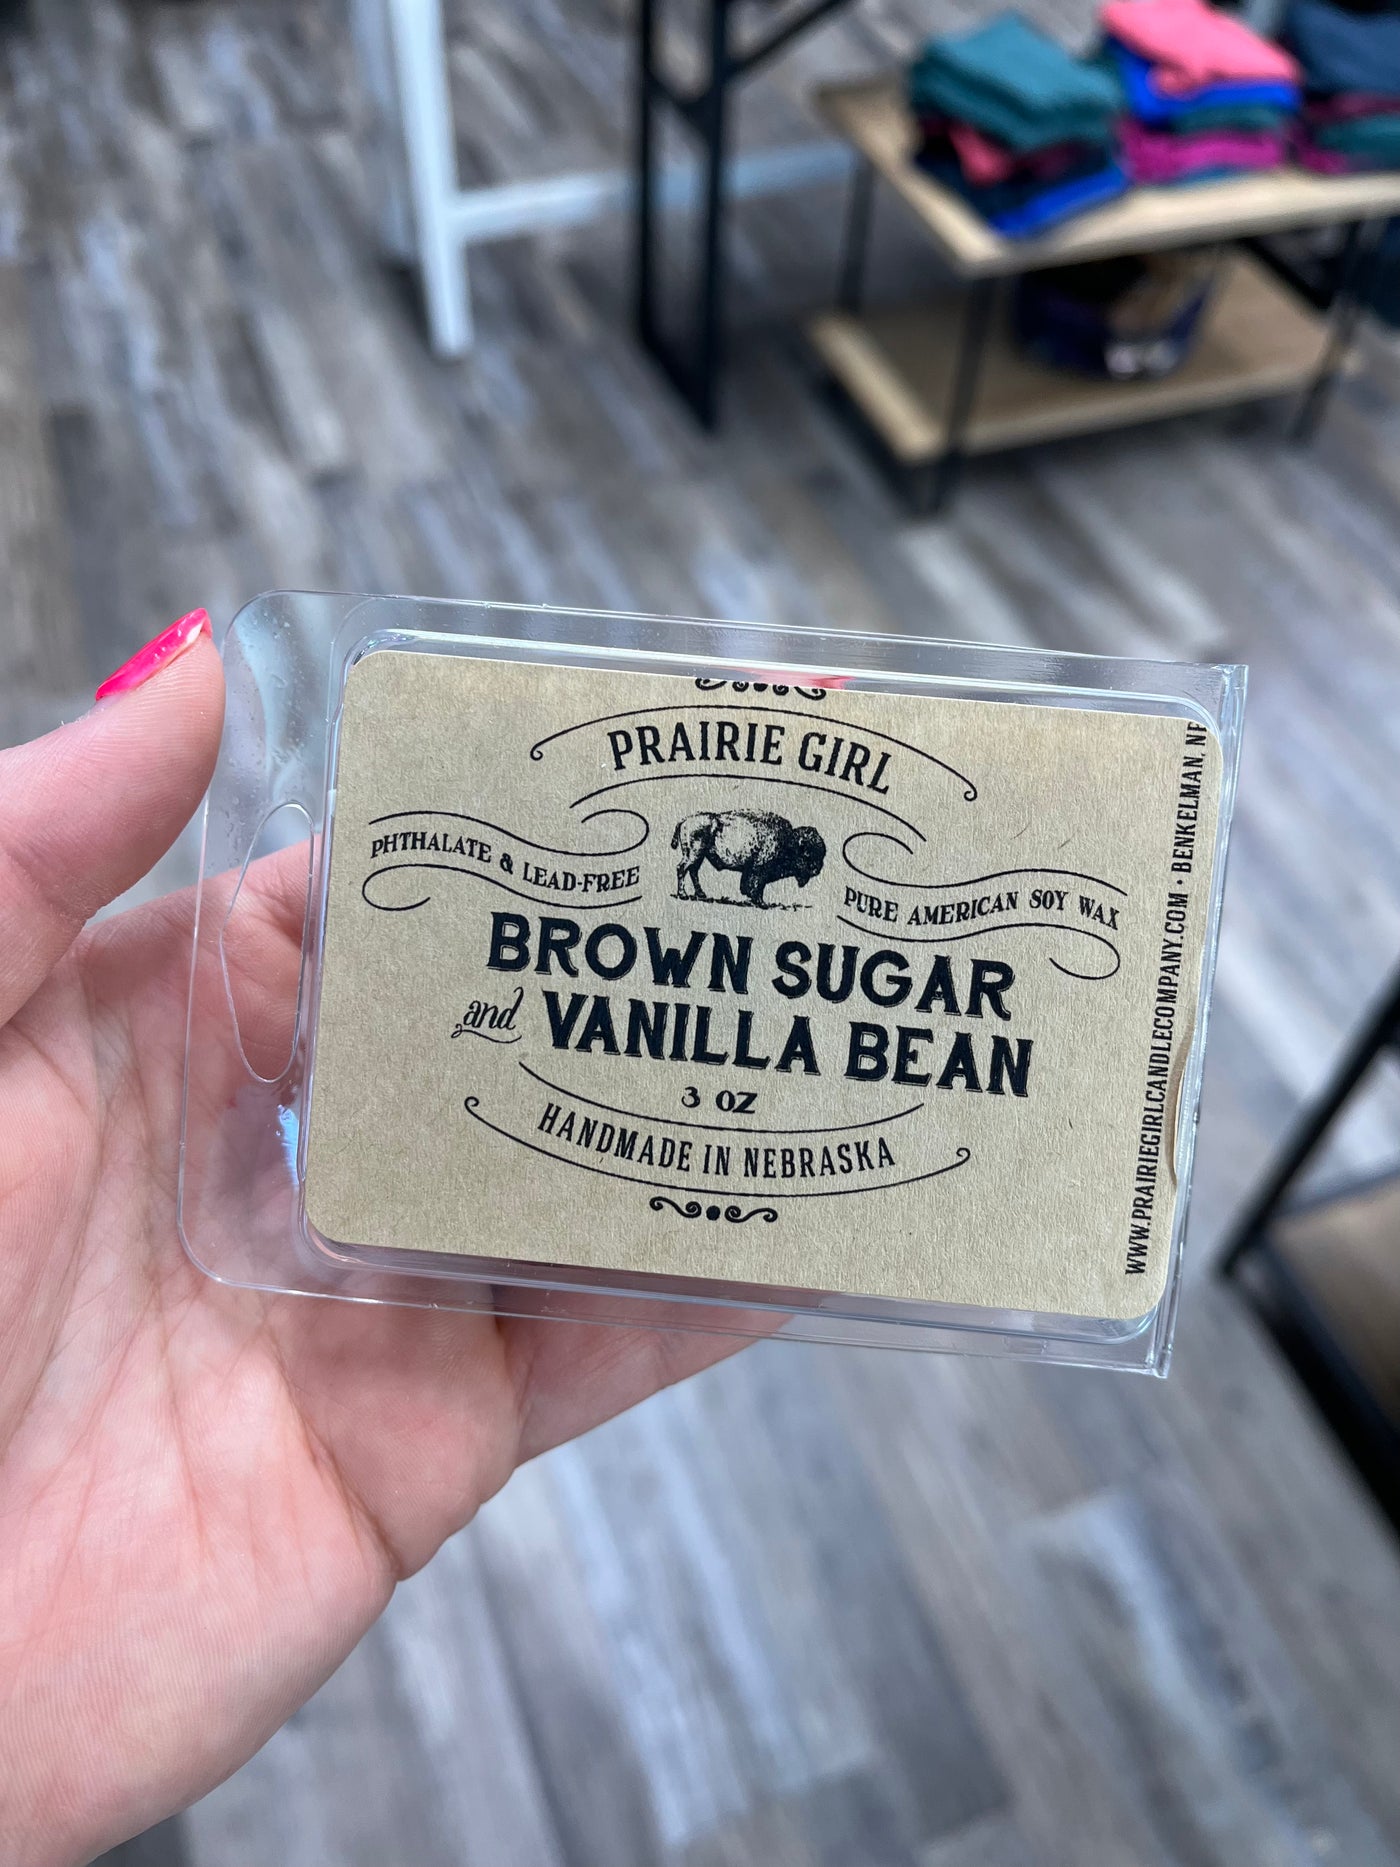 PRAIRIE GIRL
PHTHALATE & LEAD-FREE
PURE AMERICAN SOY WAX
BROWN SUGAR
and VANILLA BEAN
3 OZ
HANDMADE IN NEBRASKA
WWW.PRAIRIEGIRLCANDLECOMPANY.COM • BENKELMAN, NE